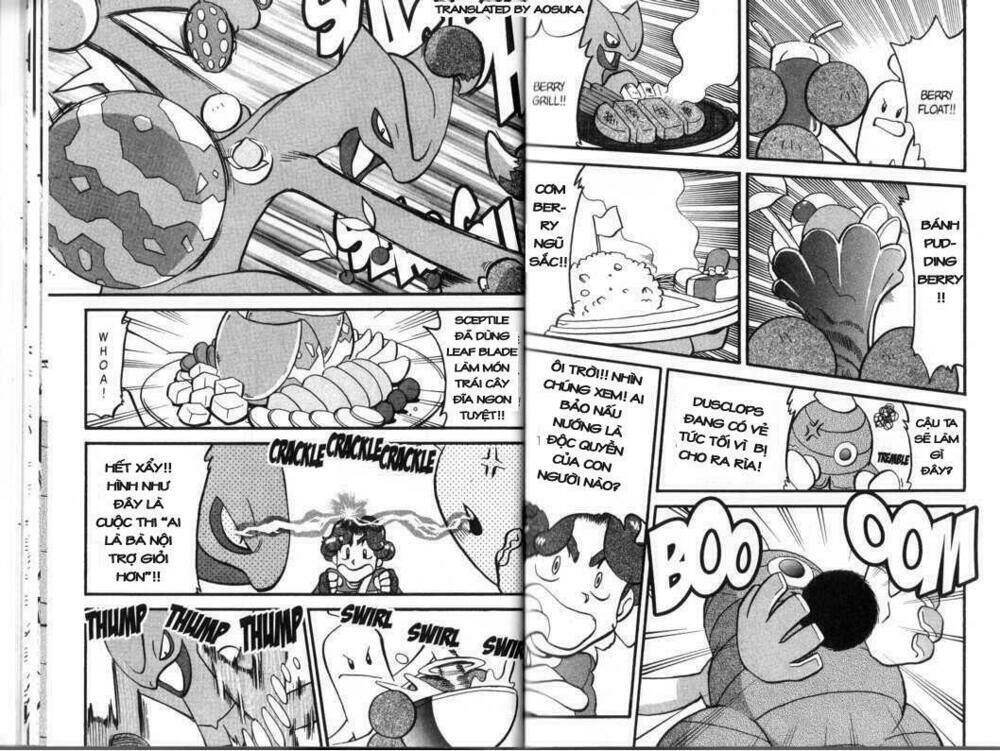 TRANSLATED BY AOSUKA
BERRY
FLOAT!!
BERRY
GRILL!!
BÁNH
PUD-
DING
BERRY
!!
CƠM
BER-
RY
NGŨ
SẮC!!
CẬU TA
SẼ LÀM
GÌ
ĐÂY?
TREMBLE
DUSCLOPS
ĐANG CÓ VẺ
TỨC TỐI VÌ BỊ
CHO RA RÌA!
ÔI TRỜI!! NHÌN
CHÚNG XEM! AI
BẢO NẤU
NƯỚNG LÀ
ĐỘC QUYỀN
CỦA CON
NGƯỜI NÀO?
BOO
OOM
SCEPTILE
ĐÃ DÙNG
LEAF BLADE
LÀM MÓN
TRÁI CÂY
ĐĨA NGON
TUYỆT!!
WHOA!
CRACKLE
CRACKLE
CRACKLE
HẾT XẨY!!
HÌNH NHƯ
ĐÂY LÀ
CUỘC THI "AI
LÀ BÀ NỘI
TRỢ GIỎI
HƠN"!!
SWIRL
SWIRL
SWIR
THUMP
THUMP
THUMP